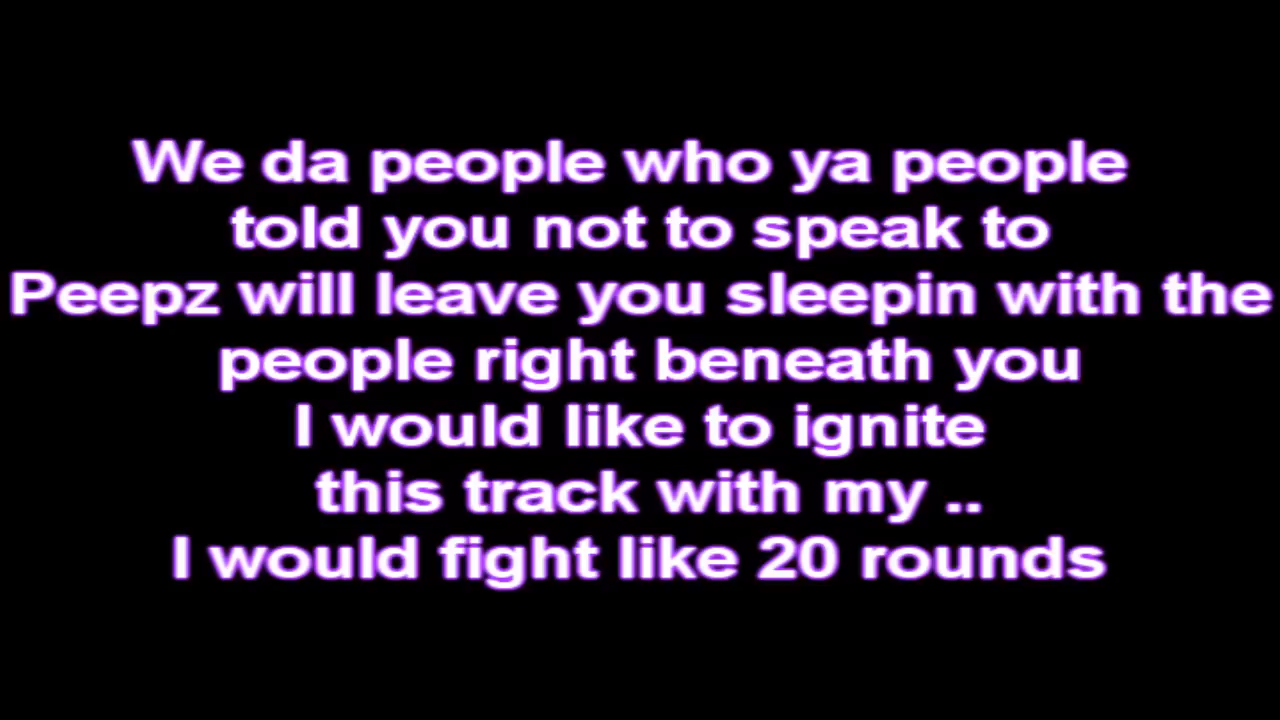 We da people who ya people
told you not to speak to
Peepz will leave you sleepin with the
people right beneath you
I would like to ignite
this track with my ..
I would fight like 20 rounds